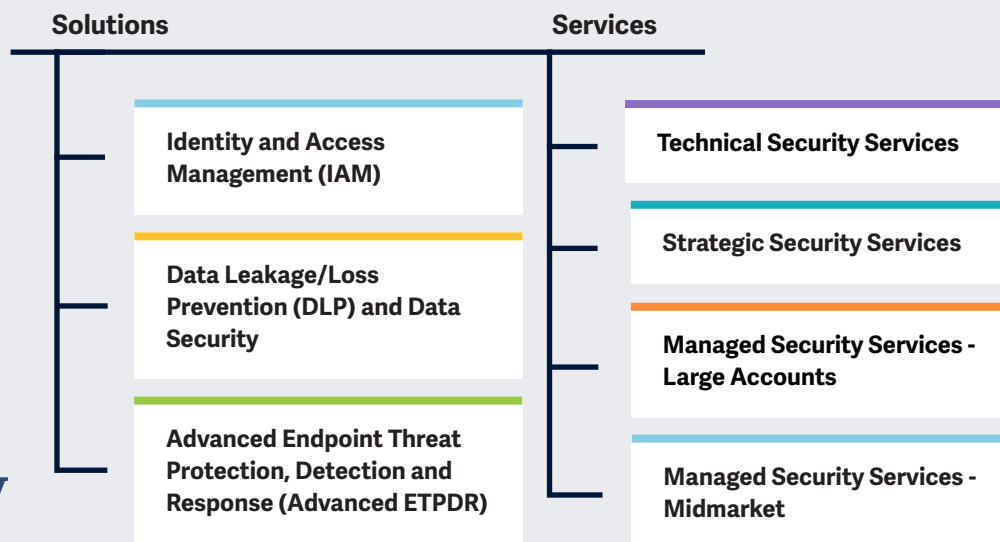 Solutions
Services
Identity and Access
Management (IAM)
Data Leakage/Loss
Prevention (DLP) and Data
Security
Advanced Endpoint Threat
Protection, Detection and
Response (Advanced ETPDR)
Technical Security Services
Strategic Security Services
Managed Security Services -
Large Accounts
Managed Security Services -
Midmarket